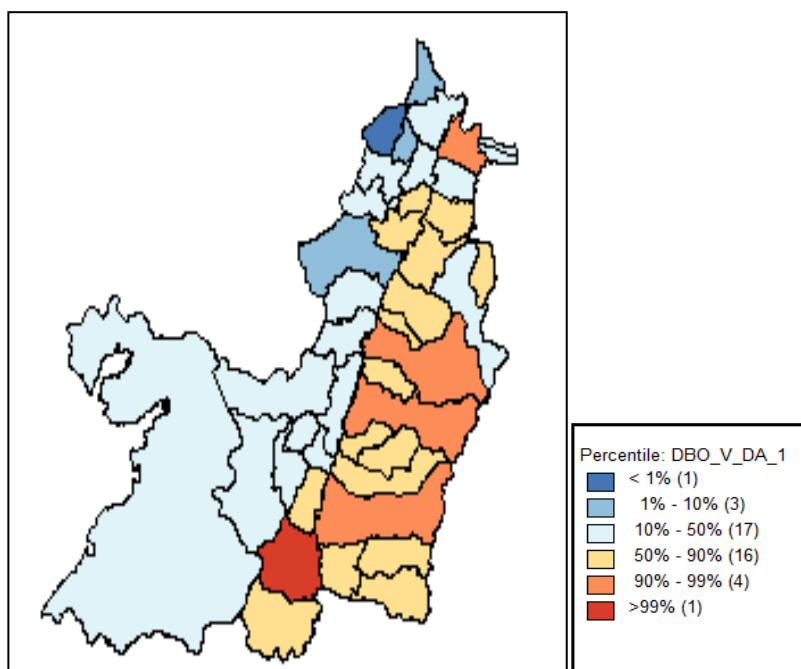 Percentile: DBO_V_DA_1
< 1% (1)
1% - 10% (3)
10% - 50% (17)
50% - 90% (16)
90% - 99% (4)
>99% (1)